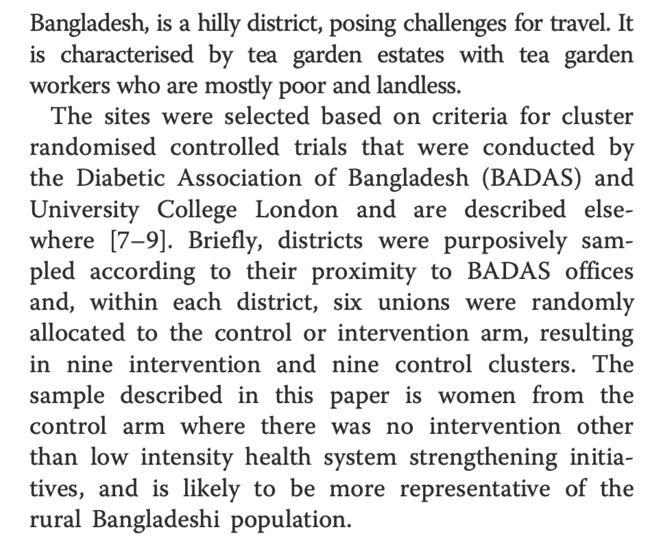 Bangladesh, is a hilly district, posing challenges for travel. It
is characterised by tea garden estates with tea garden
workers who are mostly poor and landless.
The sites were selected based on criteria for cluster
randomised controlled trials that were conducted by
the Diabetic Association of Bangladesh (BADAS) and
University College London and are described else-
where [7–9]. Briefly, districts were purposively sam-
pled according to their proximity to BADAS offices
and, within each district, six unions were randomly
allocated to the control or intervention arm, resulting
in nine intervention and nine control clusters. The
sample described in this paper is women from the
control arm where there was no intervention other
than low intensity health system strengthening initia-
tives, and is likely to be more representative of the
rural Bangladeshi population.